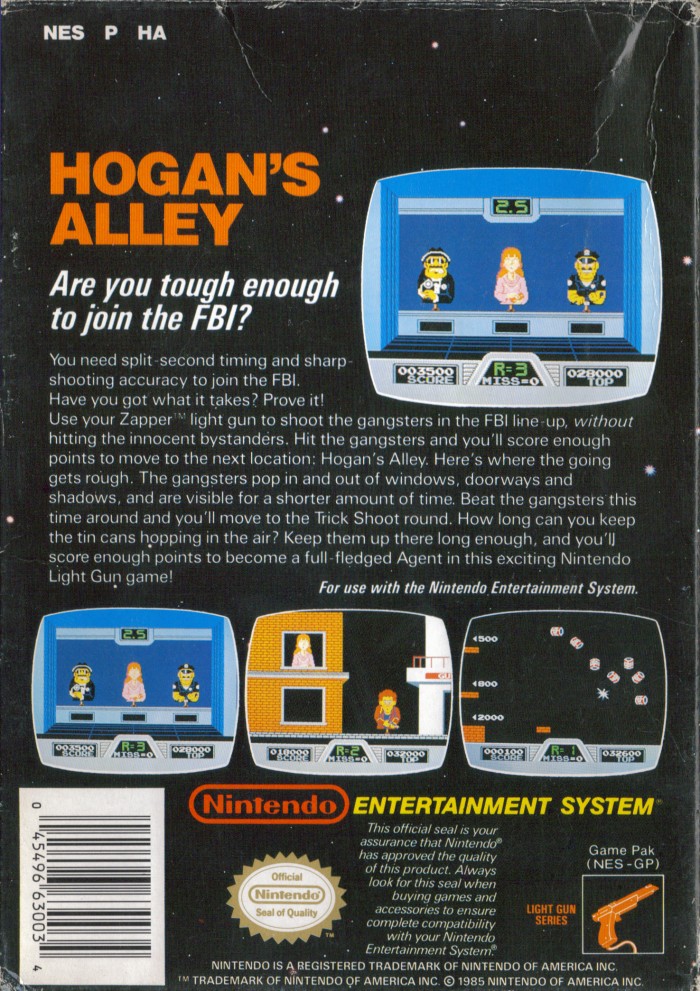 NES P HA
HOGAN'S
ALLEY
Are you tough enough
to join the FBI?
You need split-second timing and sharp-
shooting accuracy to join the FBI.
Have you got what it takes? Prove it!
Use your Zapper™ light gun to shoot the gangsters in the FBI line-up, without
hitting the innocent bystanders. Hit the gangsters and you'll score enough
points to move to the next location: Hogan's Alley. Here's where the going
gets rough. The gangsters pop in and out of windows, doorways and
shadows, and are visible for a shorter amount of time. Beat the gangsters this
time around and you'll move to the Trick Shoot round. How long can you keep
the tin cans hopping in the air? Keep them up there long enough, and you'll
score enough points to become a full-fledged Agent in this exciting Nintendo
Light Gun game!
For use with the Nintendo Entertainment System.
2.5
003500 R=3 028000
SCORE MISS=0 TOP
2.5
003500 R=3 028000
SCORE MISS=0 TOP
GU
018000 R=2 032000
SCORE MISS=0 TOP
500
800
2000
000100 R=1 032600
SCORE MISS=0 TOP
Nintendo ENTERTAINMENT SYSTEM®
This official seal is your
assurance that Nintendo®
has approved the quality
of this product. Always
look for this seal when
buying games and
accessories to ensure
complete compatibility
with your Nintendo
Entertainment System®.
Official
Nintendo®
Seal of Quality
TM
Game Pak
(NES-GP)
LIGHT GUN
SERIES
0 45496 63003 4
NINTENDO IS A REGISTERED TRADEMARK OF NINTENDO OF AMERICA INC.
™ TRADEMARK OF NINTENDO OF AMERICA INC. © 1985 NINTENDO OF AMERICA INC.